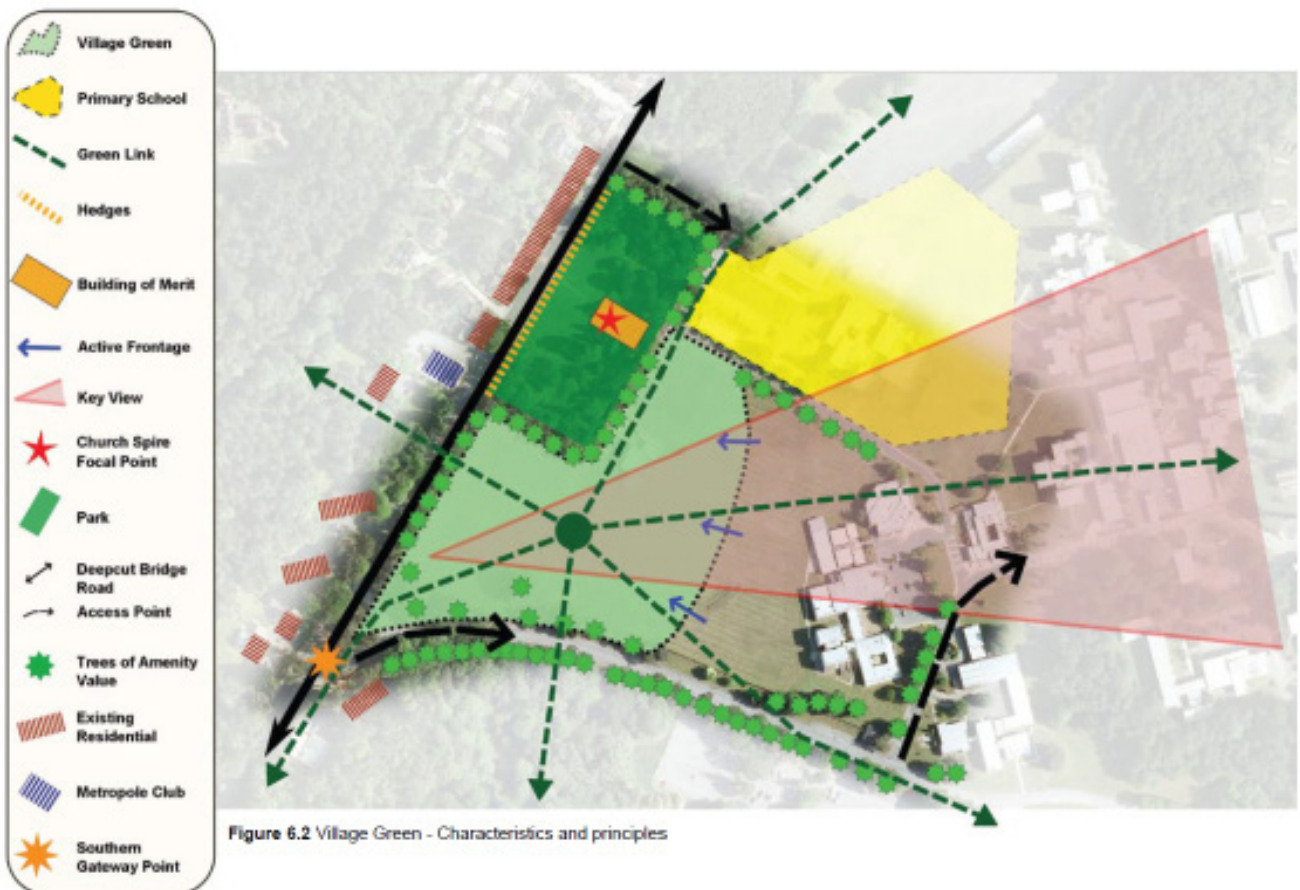 Village Green
Primary School
Green Link
Hedges
Building of Merit
Active Frontage
Key View
Church Spire
Focal Point
Park
Deepcut Bridge
Road
Access Point
Trees of Amenity
Value
Existing
Residential
Metropole Club
Southern
Gateway Point
Figure 6.2 Village Green - Characteristics and principles